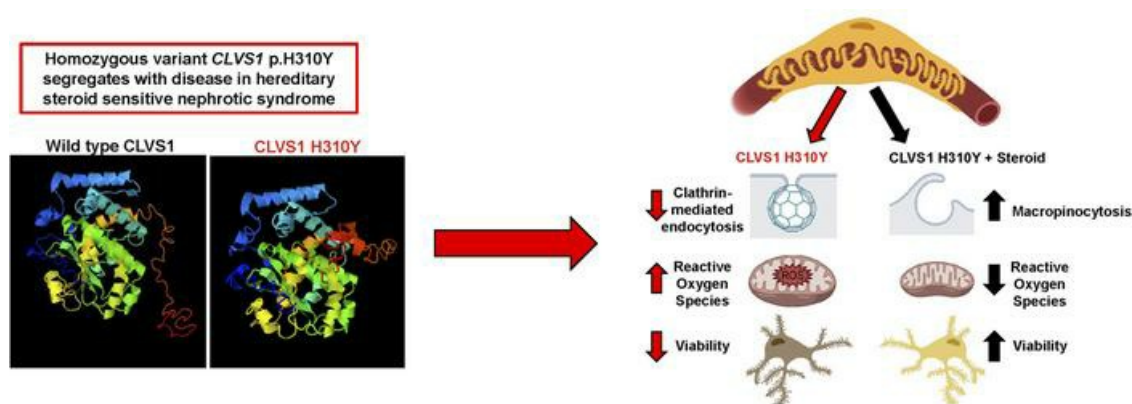 Homozygous variant CLVS1 p.H310Y
segregates with disease in hereditary
steroid sensitive nephrotic syndrome
Wild type CLVS1
CLVS1 H310Y
CLVS1 H310Y
CLVS1 H310Y + Steroid
Clathrin-
mediated
endocytosis
Macropinocytosis
Reactive
Oxygen
Species
ROS
Reactive
Oxygen
Species
Viability
Viability